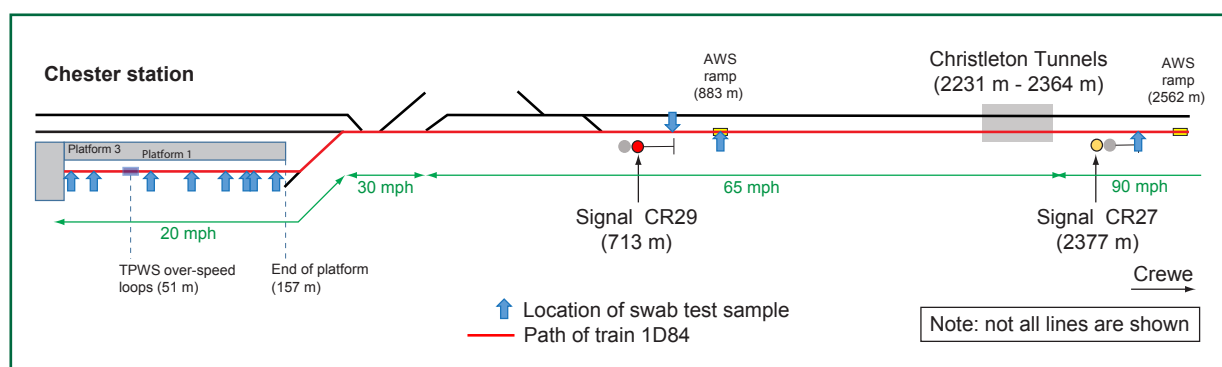 Chester station
AWS
ramp
(883 m)
Christleton Tunnels
(2231 m - 2364 m)
AWS
ramp
(2562 m)
Platform 3
Platform 1
30 mph
65 mph
90 mph
20 mph
Signal CR29
(713 m)
Signal CR27
(2377 m)
TPWS over-speed
loops (51 m)
End of platform
(157 m)
Crewe
Location of swab test sample
Path of train 1D84
Note: not all lines are shown